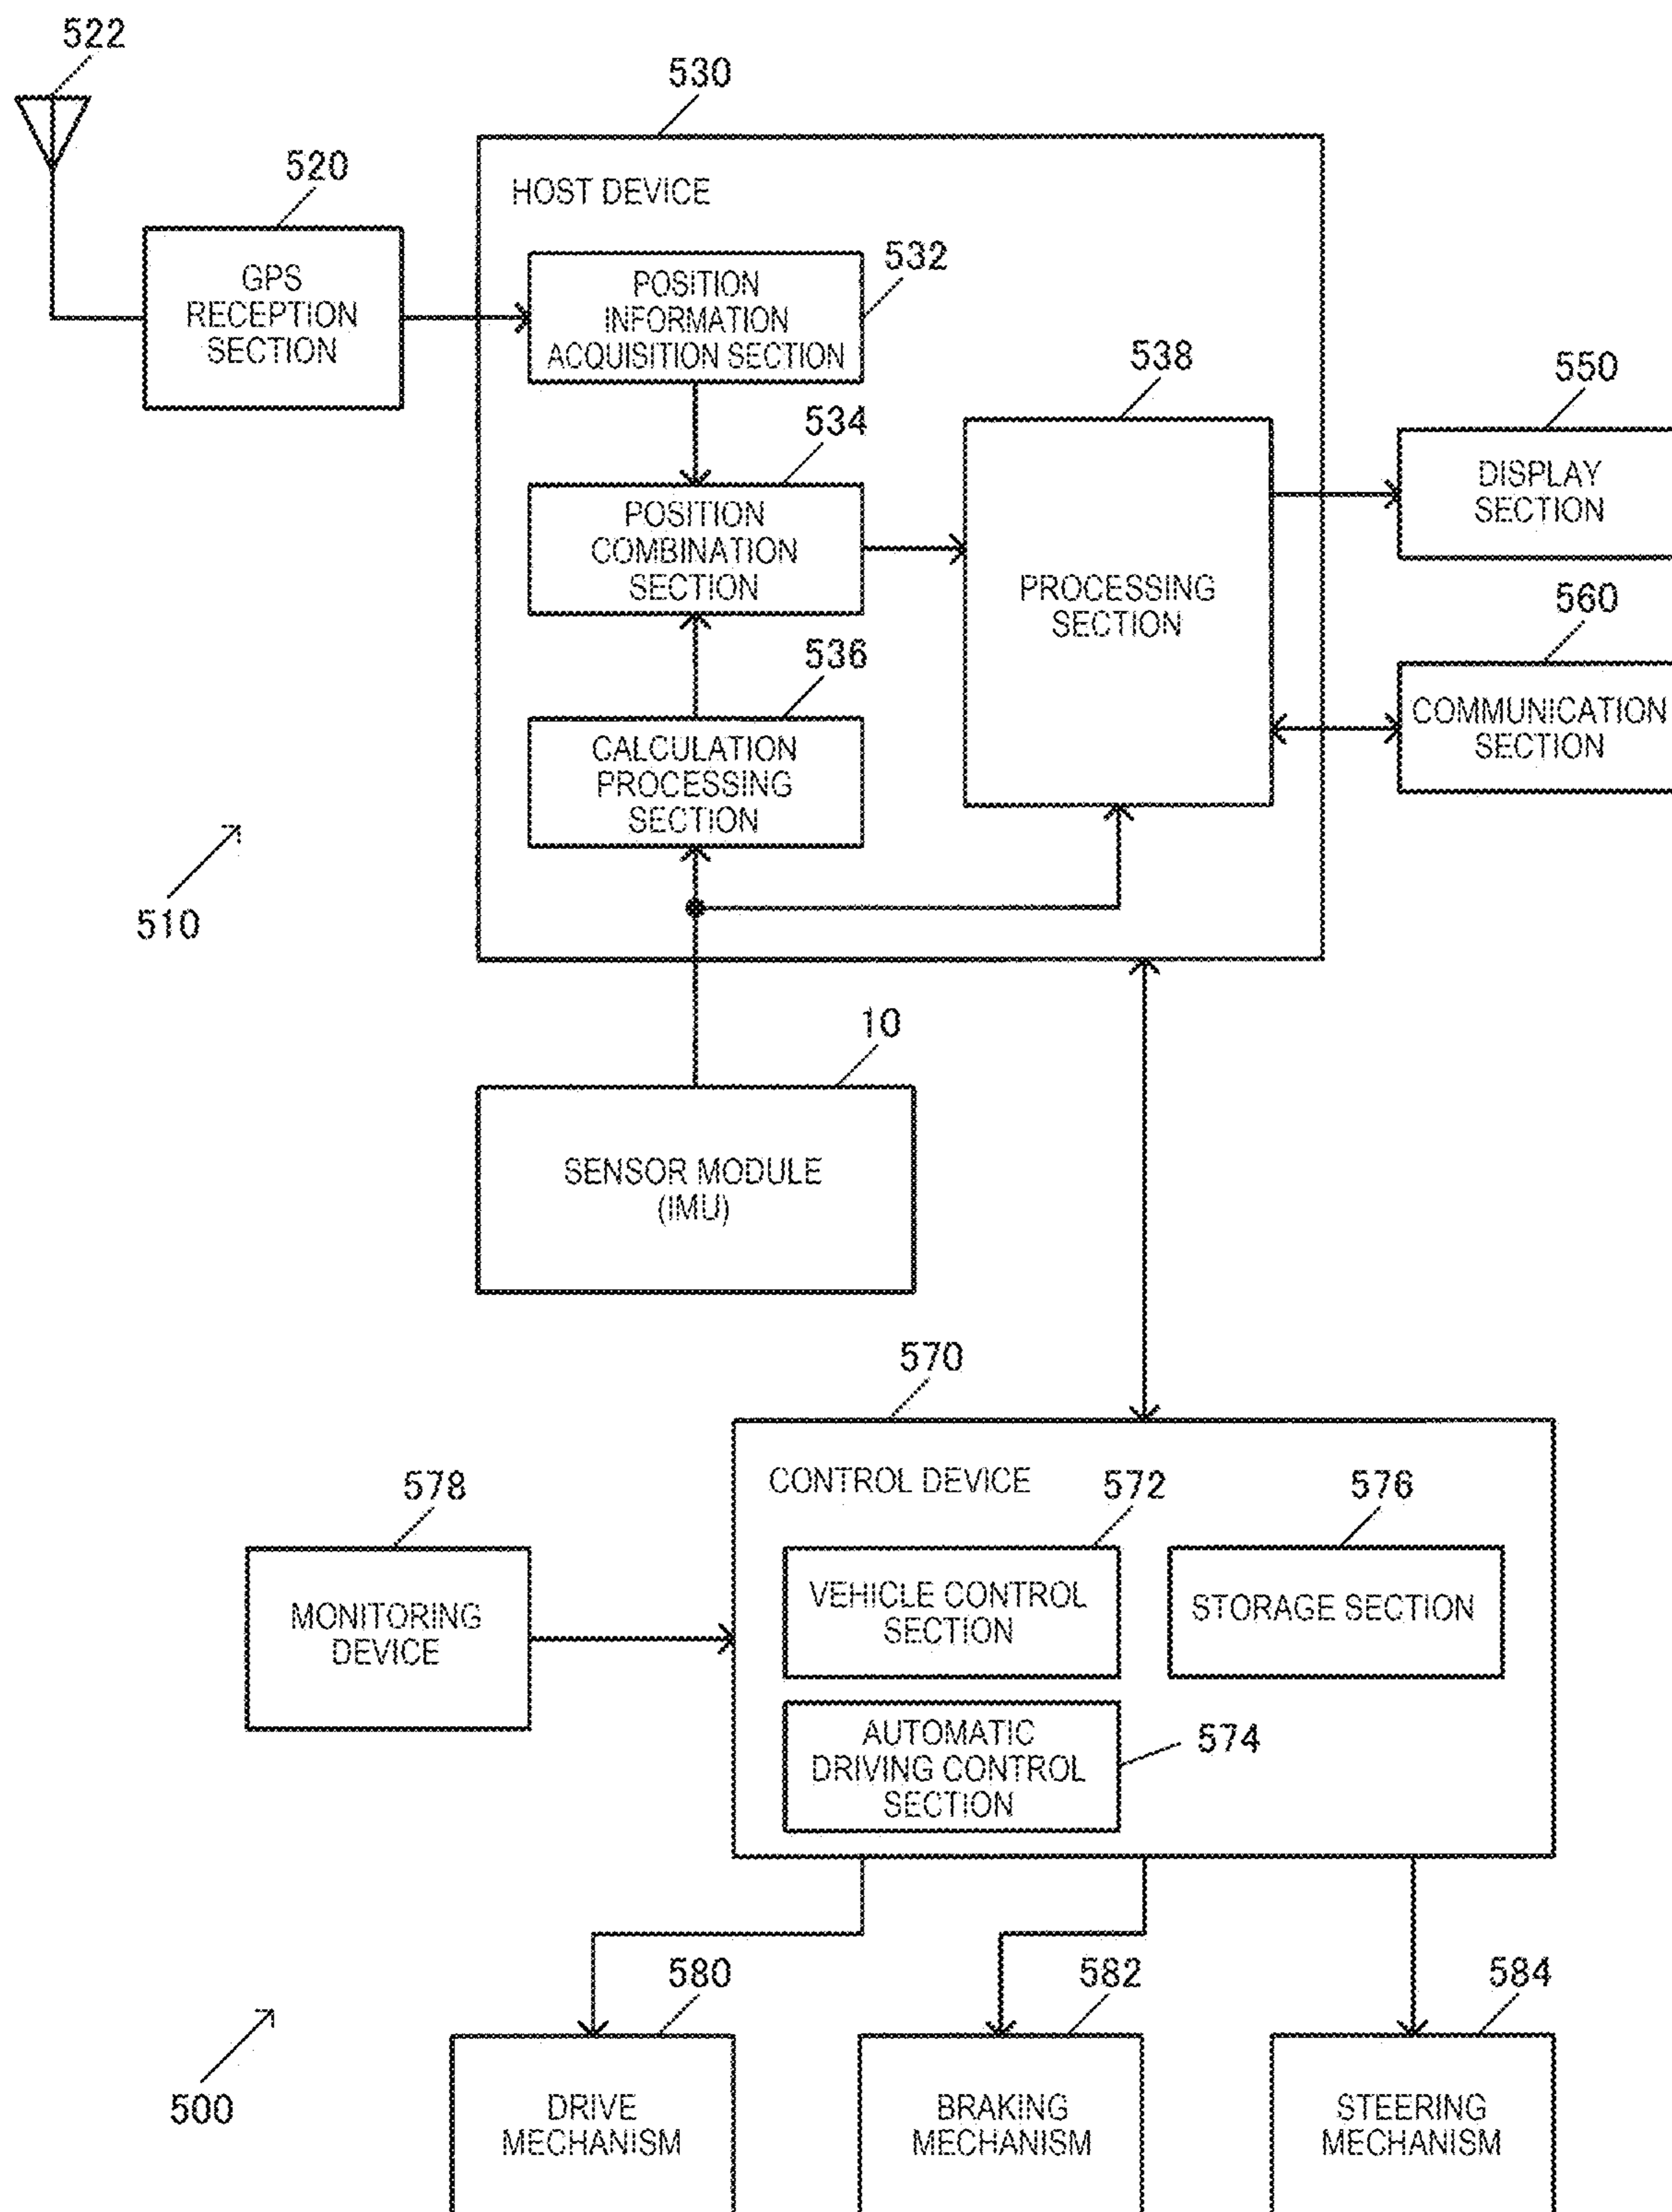 522
530
520
HOST DEVICE
532
GPS
RECEPTION
SECTION
POSITION
INFORMATION
ACQUISITION SECTION
538
550
534
DISPLAY
SECTION
POSITION
COMBINATION
SECTION
PROCESSING
SECTION
560
536
COMMUNICATION
SECTION
CALCULATION
PROCESSING
SECTION
510
10
SENSOR MODULE
(IMU)
570
578
CONTROL DEVICE
572
576
MONITORING
DEVICE
VEHICLE CONTROL
SECTION
STORAGE SECTION
AUTOMATIC
DRIVING CONTROL
SECTION
574
580
582
584
500
DRIVE
MECHANISM
BRAKING
MECHANISM
STEERING
MECHANISM